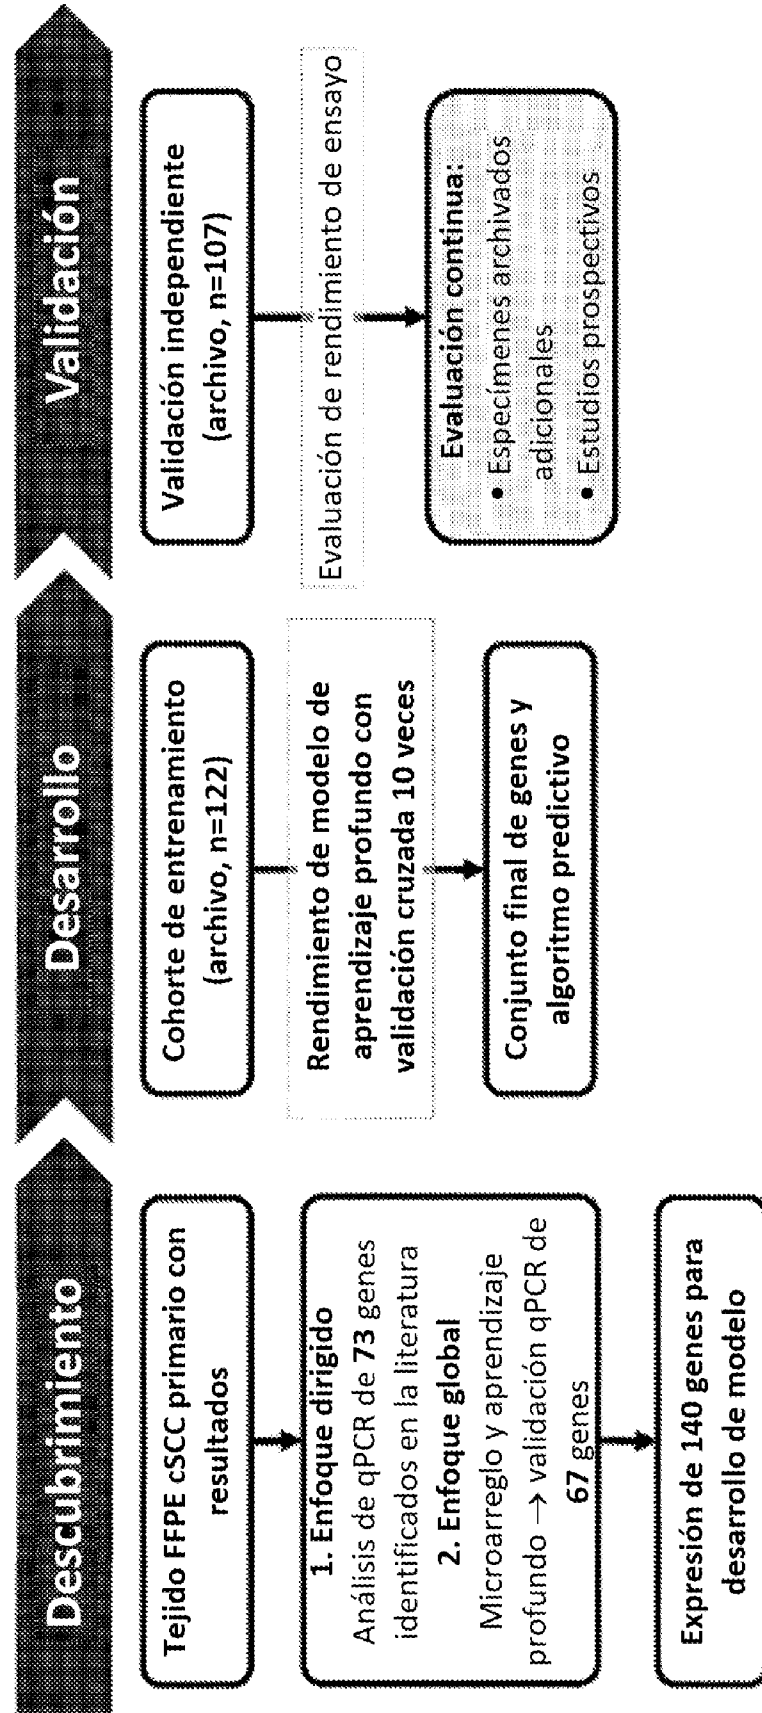 Descubrimiento
Tejido FFPE cSCC primario con
resultados
1. Enfoque dirigido
Análisis de qPCR de 73 genes
identificados en la literatura
2. Enfoque global
Microarreglo y aprendizaje
profundo → validación qPCR de
67 genes
Expresión de 140 genes para
desarrollo de modelo
Desarrollo
Cohorte de entrenamiento
(archivo, n=122)
Rendimiento de modelo de
aprendizaje profundo con
validación cruzada 10 veces
Conjunto final de genes y
algoritmo predictivo
Validación
Validación independiente
(archivo, n=107)
Evaluación de rendimiento de ensayo
Evaluación continua:
• Especímenes archivados
adicionales
• Estudios prospectivos